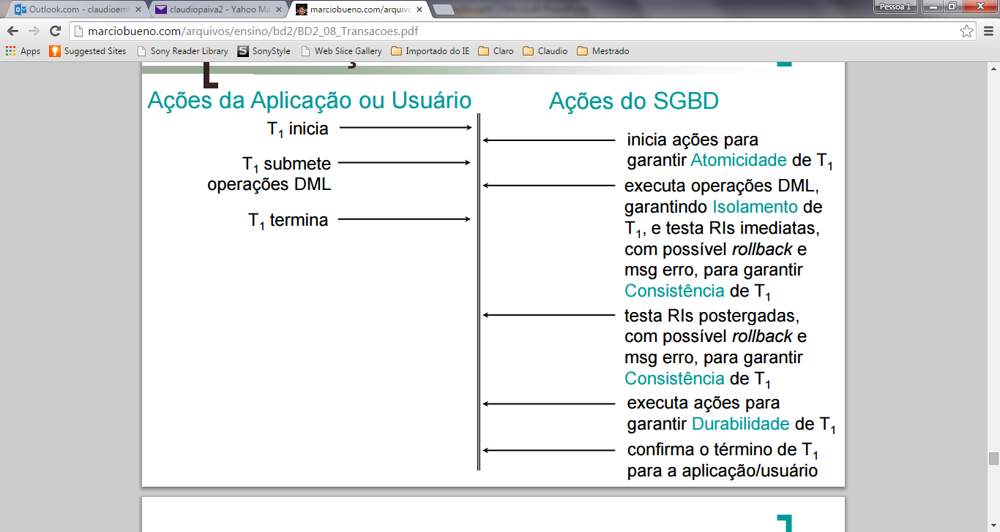 Outlook.com - claudioem
claudiopaiva2 - Yahoo Ma
marciobueno.com/arquivo
Pessoa 1
marciobueno.com/arquivos/ensino/bd2/BD2_08_Transacoes.pdf
Apps
Suggested Sites
Sony Reader Library
SonyStyle
Web Slice Gallery
Importado do IE
Claro
Claudio
Mestrado
Ações da Aplicação ou Usuário
T1 inicia
T1 submete
operações DML
T1 termina
Ações do SGBD
inicia ações para
garantir Atomicidade de T1
executa operações DML,
garantindo Isolamento de
T1, e testa RIs imediatas,
com possível rollback e
msg erro, para garantir
Consistência de T1
testa RIs postergadas,
com possível rollback e
msg erro, para garantir
Consistência de T1
executa ações para
garantir Durabilidade de T1
confirma o término de T1
para a aplicação/usuário